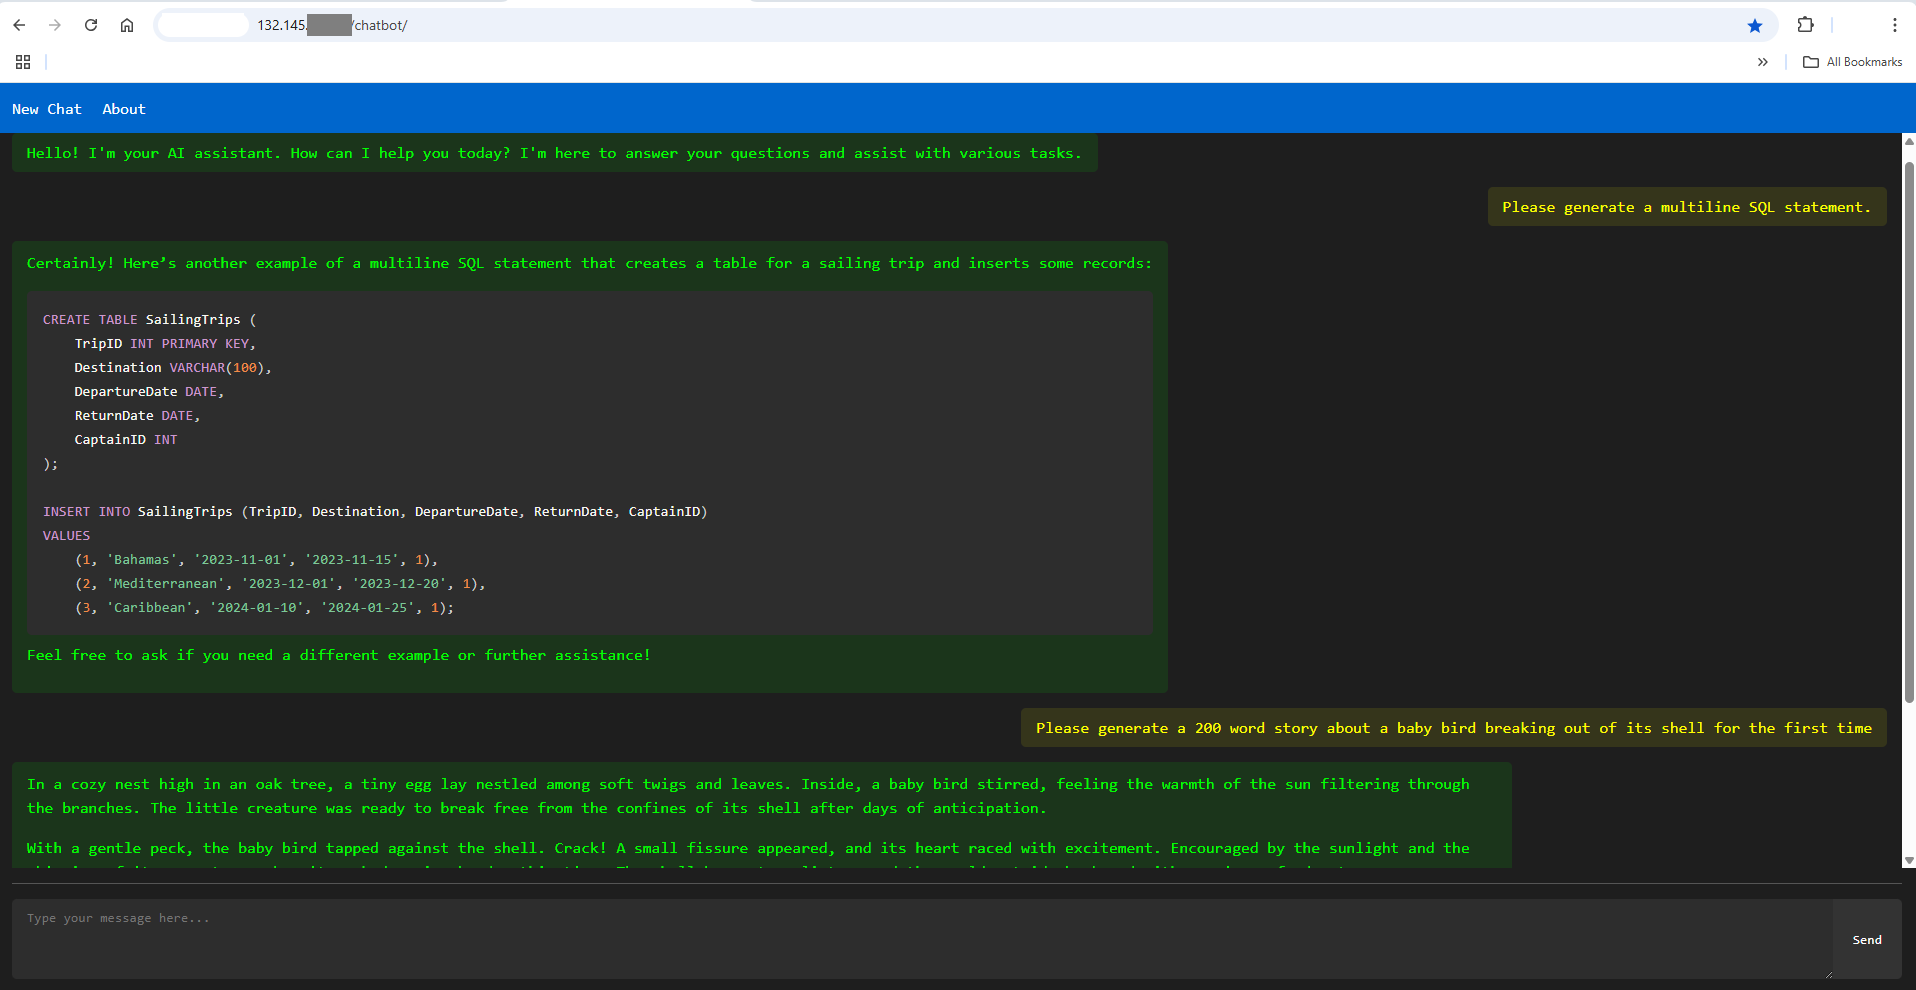 132.145. /chatbot/
All Bookmarks
New Chat About
Hello! I'm your AI assistant. How can I help you today? I'm here to answer your questions and assist with various tasks.
Please generate a multiline SQL statement.
Certainly! Here’s another example of a multiline SQL statement that creates a table for a sailing trip and inserts some records:
CREATE TABLE SailingTrips (
    TripID INT PRIMARY KEY,
    Destination VARCHAR(100),
    DepartureDate DATE,
    ReturnDate DATE,
    CaptainID INT
);
INSERT INTO SailingTrips (TripID, Destination, DepartureDate, ReturnDate, CaptainID)
VALUES
    (1, 'Bahamas', '2023-11-01', '2023-11-15', 1),
    (2, 'Mediterranean', '2023-12-01', '2023-12-20', 1),
    (3, 'Caribbean', '2024-01-10', '2024-01-25', 1);
Feel free to ask if you need a different example or further assistance!
Please generate a 200 word story about a baby bird breaking out of its shell for the first time
In a cozy nest high in an oak tree, a tiny egg lay nestled among soft twigs and leaves. Inside, a baby bird stirred, feeling the warmth of the sun filtering through
the branches. The little creature was ready to break free from the confines of its shell after days of anticipation.
With a gentle peck, the baby bird tapped against the shell. Crack! A small fissure appeared, and its heart raced with excitement. Encouraged by the sunlight and the
Type your message here...
Send